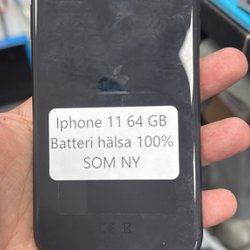 Iphone 11 64 GB
Batteri hälsa 100%
SOM NY